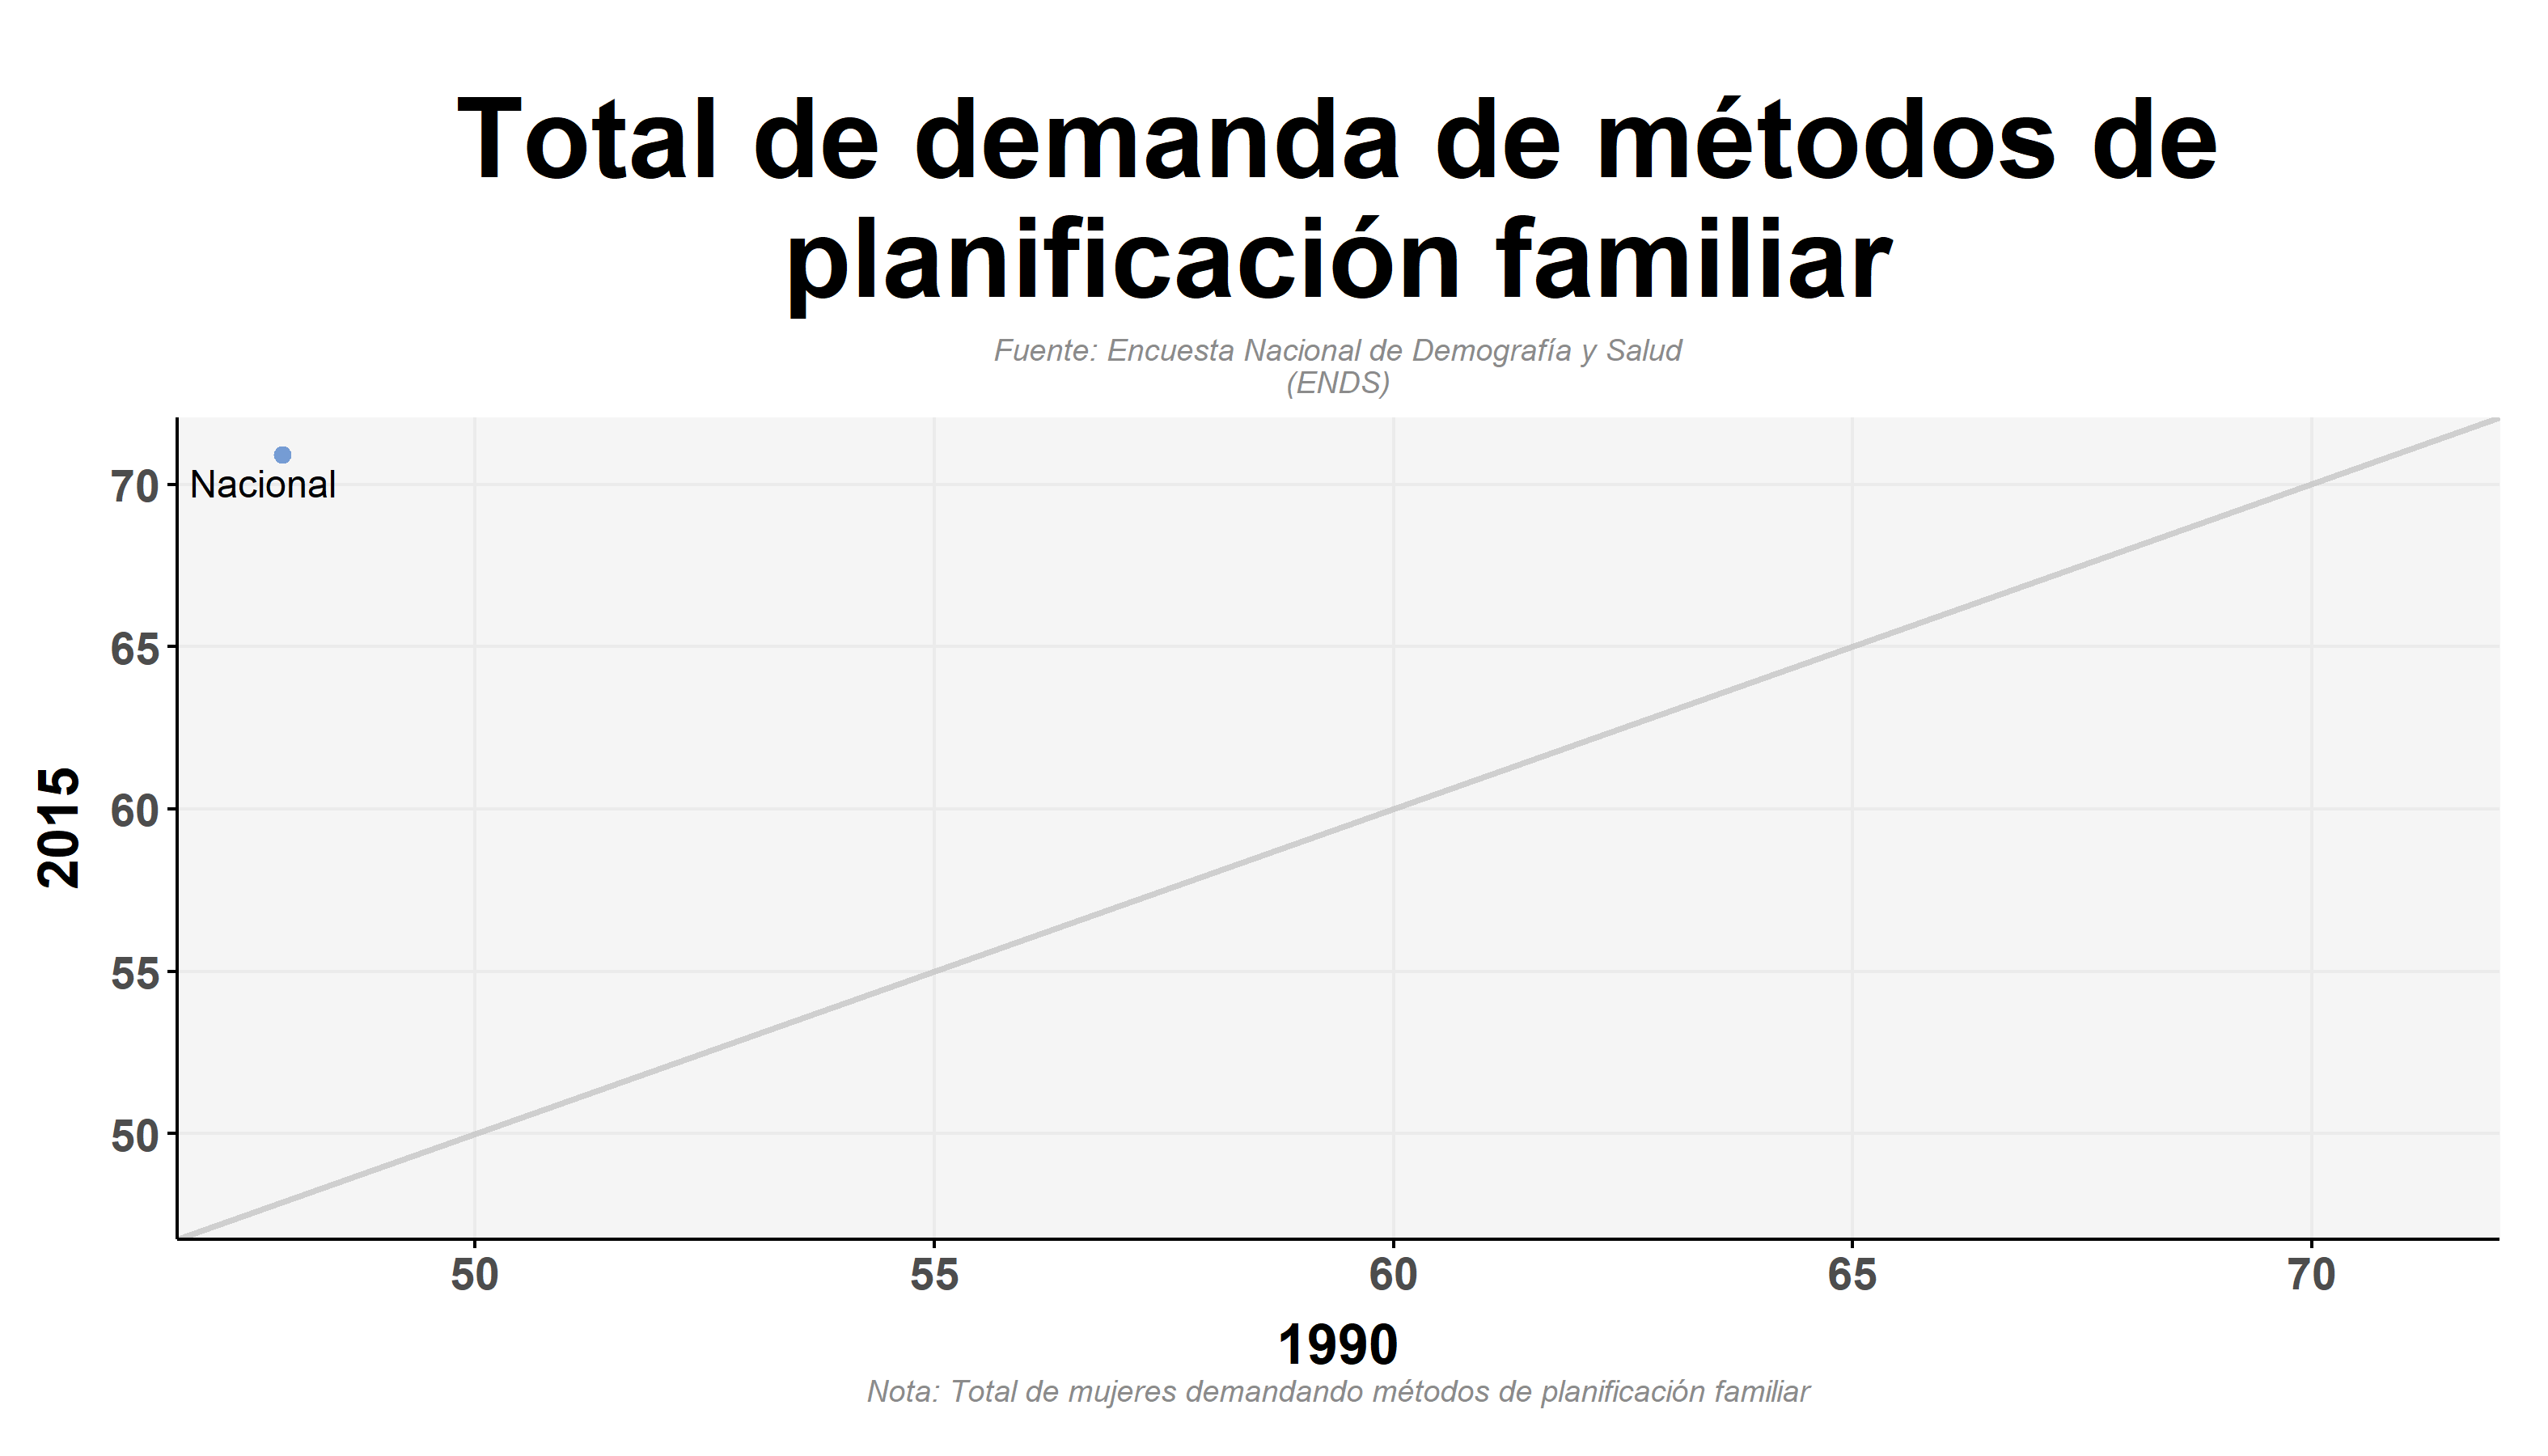 Total de demanda de métodos de
planificación familiar
Fuente: Encuesta Nacional de Demografía y Salud
(ENDS)
Nacional
70
65
60
55
50
2015
50
55
60
65
70
1990
Nota: Total de mujeres demandando métodos de planificación familiar